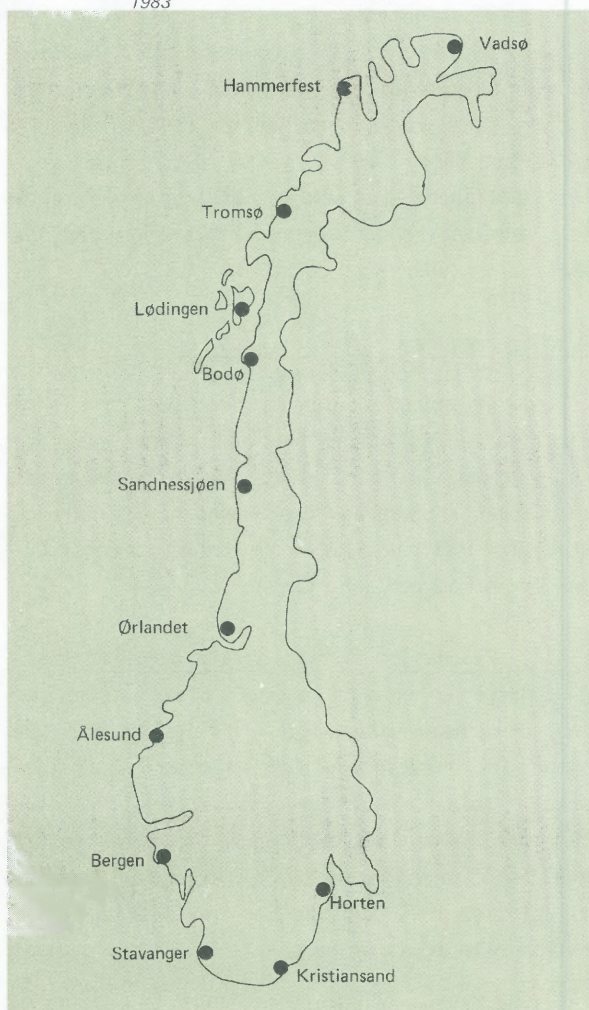 1983
Vadsø
Hammerfest
Tromsø
Lødingen
Bodø
Sandnessjøen
Ørlandet
Ålesund
Bergen
Horten
Stavanger
Kristiansand